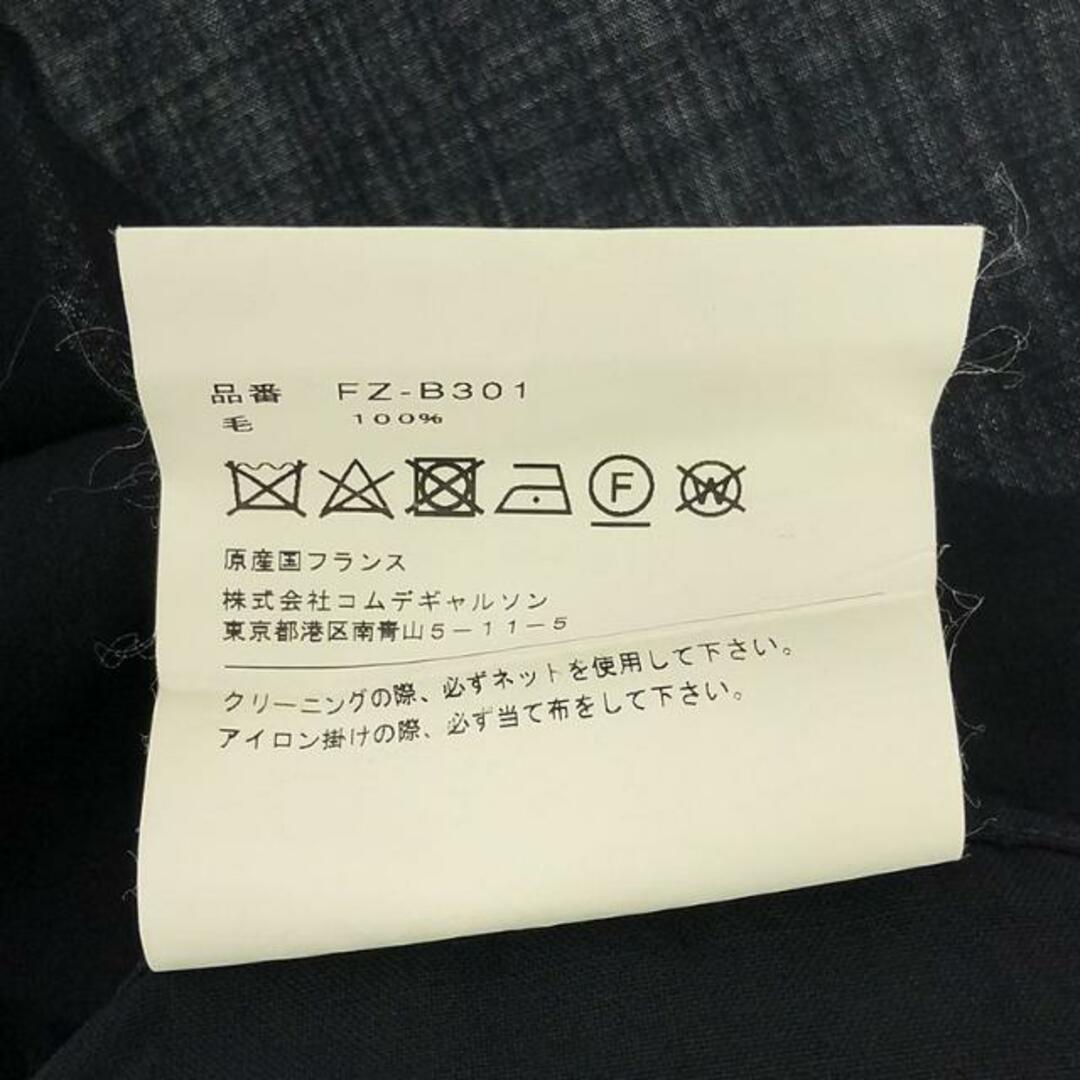 品番 FZ-B301
毛 100%
F W
原産国フランス
株式会社コムデギャルソン
東京都港区南青山5-11-5
クリーニングの際、必ずネットを使用して下さい。
アイロン掛けの際、必ず当て布をして下さい。